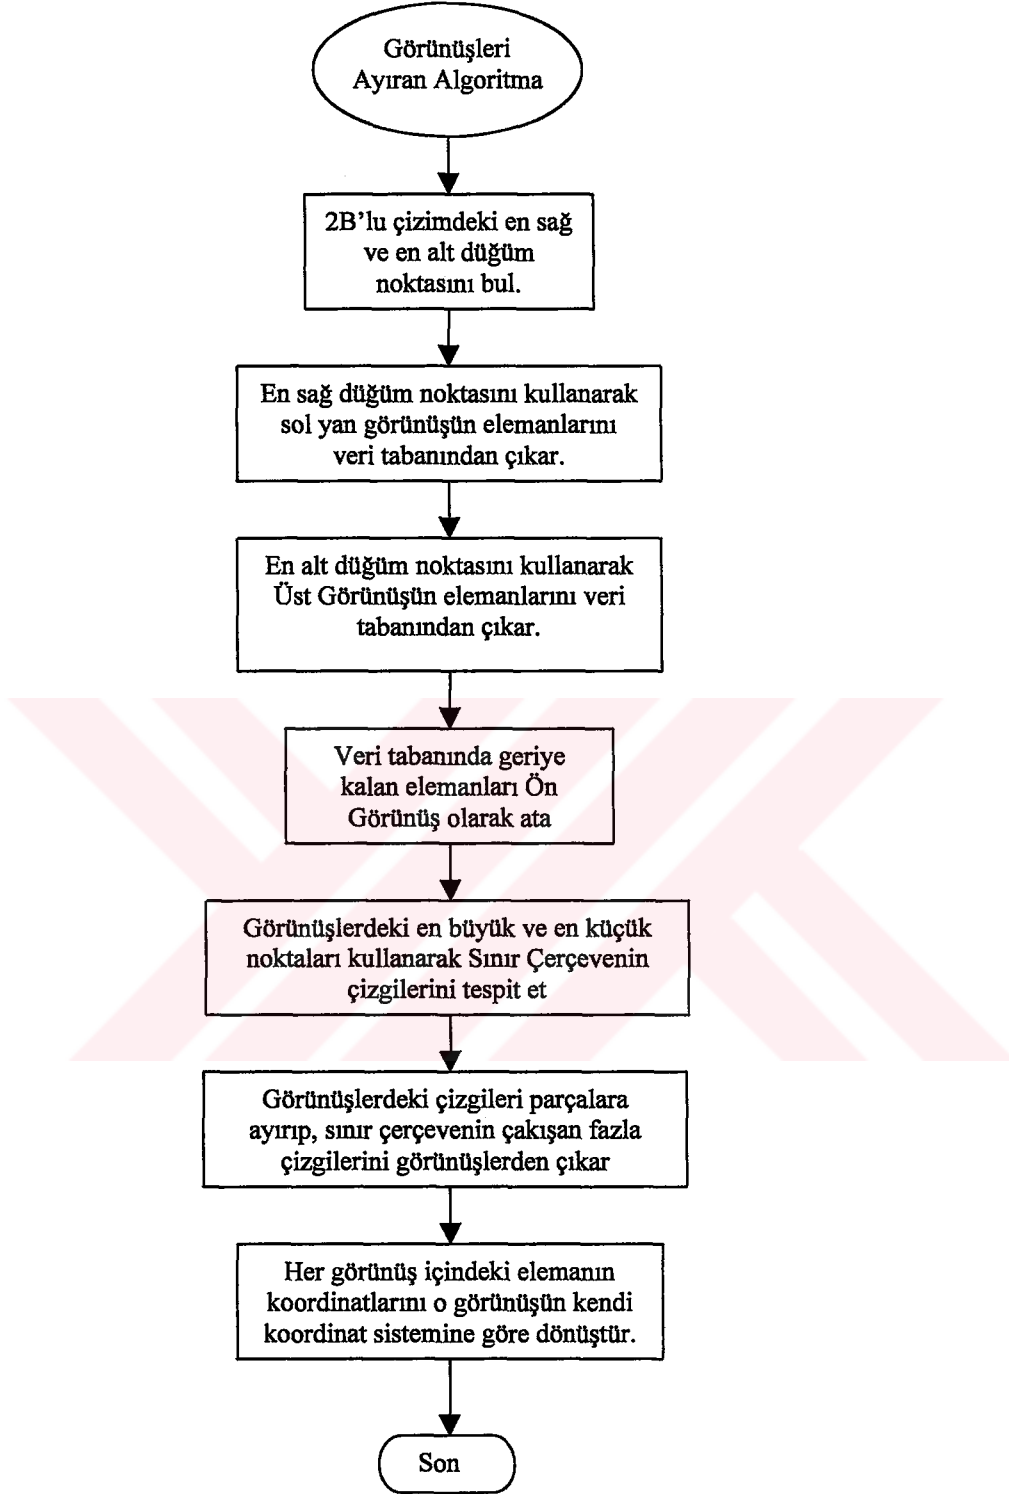 Görünüşleri
Ayıran Algoritma
2B'lu çizimdeki en sağ
ve en alt düğüm
noktasını bul.
En sağ düğüm noktasını kullanarak
sol yan görünüşün elemanlarını
veri tabanından çıkar.
En alt düğüm noktasını kullanarak
Üst Görünüşün elemanlarını veri
tabanından çıkar.
Veri tabanında geriye
kalan elemanları Ön
Görünüş olarak ata
Görünüşlerdeki en büyük ve en küçük
noktaları kullanarak Sınır Çerçevenin
çizgilerini tespit et
Görünüşlerdeki çizgileri parçalara
ayırıp, sınır çerçevenin çakışan fazla
çizgilerini görünüşlerden çıkar
Her görünüş içindeki elemanın
koordinatlarını o görünüşün kendi
koordinat sistemine göre dönüştür.
Son